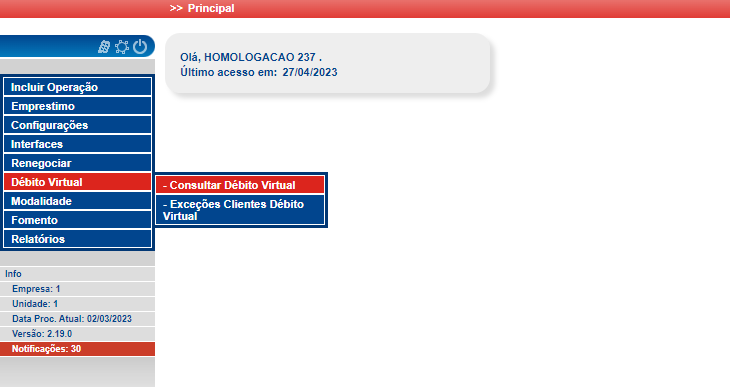 >> Principal
Olá, HOMOLOGACAO 237 .
Último acesso em: 27/04/2023
Incluir Operação
Emprestimo
Configurações
Interfaces
Renegociar
Débito Virtual
- Consultar Débito Virtual
- Exceções Clientes Débito
Virtual
Modalidade
Fomento
Relatórios
Info
Empresa: 1
Unidade: 1
Data Proc. Atual: 02/03/2023
Versão: 2.19.0
Notificações: 30